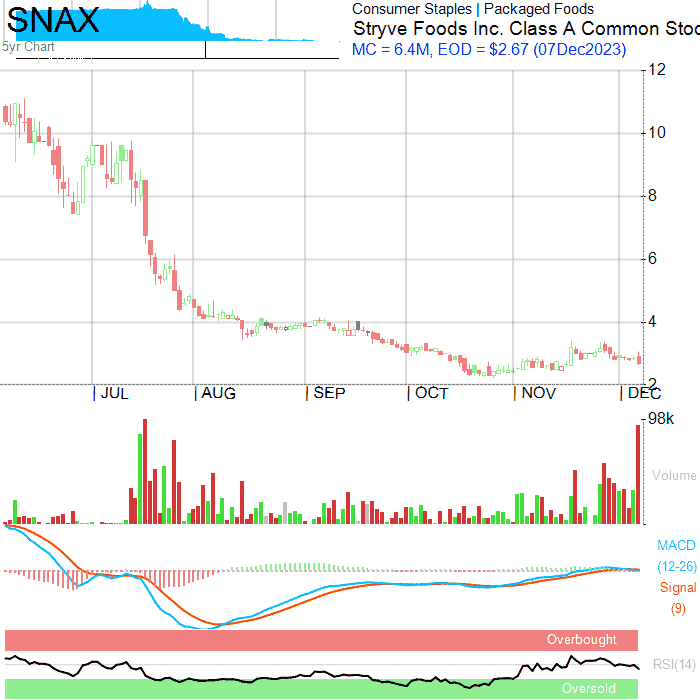 SNAX
5yr Chart
Consumer Staples | Packaged Foods
Stryve Foods Inc. Class A Common Stoc
MC = 6.4M, EOD = $2.67 (07Dec2023)
12
10
8
6
4
2
JUL AUG SEP OCT NOV DEC
98k
Volume
MACD
(12-26)
Signal
(9)
Overbought
RSI(14)
Oversold